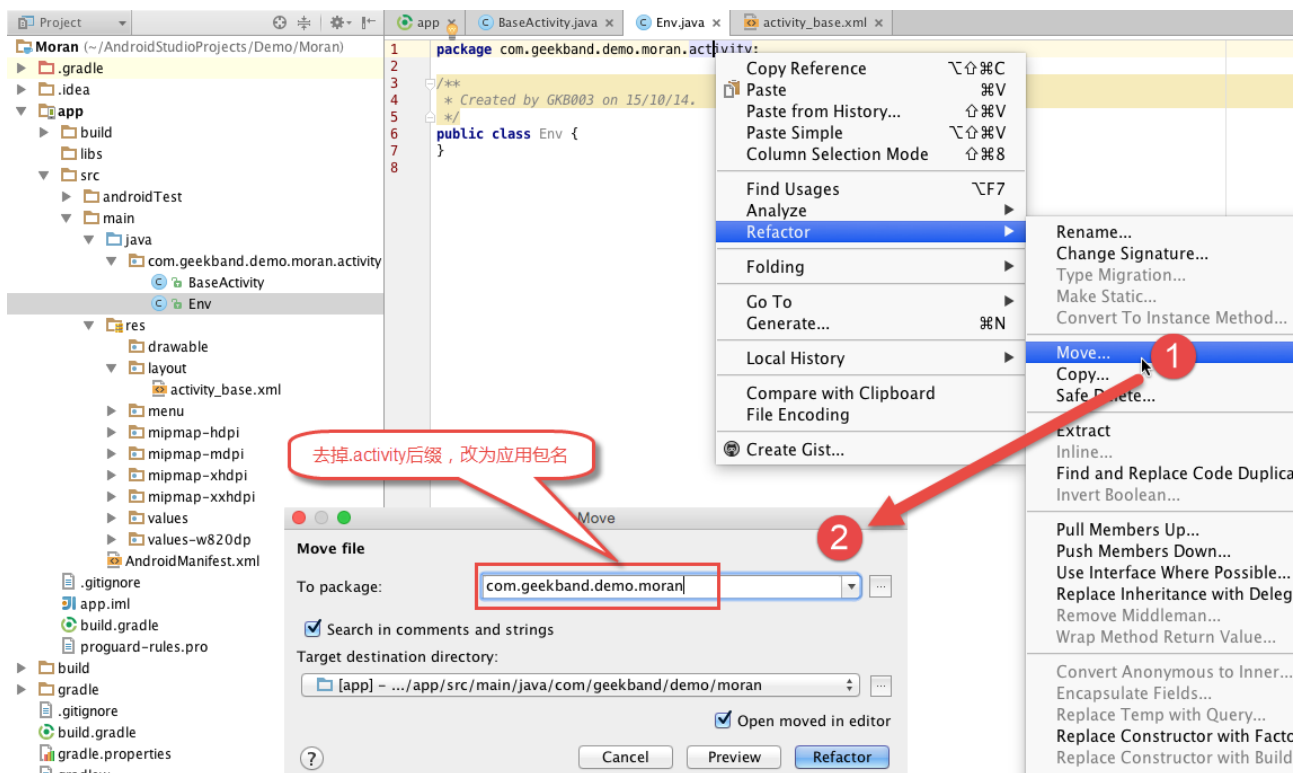 Project
app
BaseActivity.java
Env.java
activity_base.xml
Moran (~/AndroidStudioProjects/Demo/Moran)
.gradle
.idea
app
build
libs
src
androidTest
main
java
com.geekband.demo.moran.activity
BaseActivity
Env
res
drawable
layout
activity_base.xml
menu
mipmap-hdpi
mipmap-mdpi
mipmap-xhdpi
mipmap-xxhdpi
values
values-w820dp
AndroidManifest.xml
.gitignore
app.iml
build.gradle
proguard-rules.pro
build
gradle
.gitignore
build.gradle
gradle.properties
1 package com.geekband.demo.moran.activity;
2
3 /**
4 * Created by GKB003 on 15/10/14.
5 */
6 public class Env {
7 }
8
Copy Reference ⌥⇧⌘C
Paste ⌘V
Paste from History... ⇧⌘V
Paste Simple ⌥⇧⌘V
Column Selection Mode ⇧⌘8
Find Usages ⌥F7
Analyze
Refactor
Folding
Go To
Generate... ⌘N
Local History
Compare with Clipboard
File Encoding
Create Gist...
Rename...
Change Signature...
Type Migration...
Make Static...
Convert To Instance Method...
Move...
1
Copy...
Safe Delete...
Extract
Inline...
Find and Replace Code Duplica
Invert Boolean...
Pull Members Up...
Push Members Down...
Use Interface Where Possible...
Replace Inheritance with Deleg
Remove Middleman...
Wrap Method Return Value...
Convert Anonymous to Inner...
Encapsulate Fields...
Replace Temp with Query...
Replace Constructor with Facto
Replace Constructor with Build
去掉.activity后缀，改为应用包名
2
Move
Move file
To package: com.geekband.demo.moran
Search in comments and strings
Target destination directory:
[app] – .../app/src/main/java/com/geekband/demo/moran
Open moved in editor
? Cancel Preview Refactor